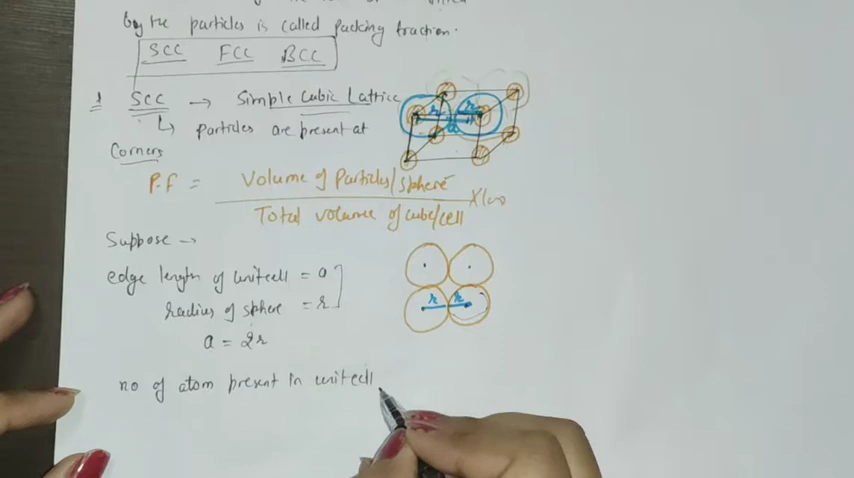 by the particles is called packing fraction.
SCC FCC BCC
1 SCC → Simple Cubic Lattice
↳ Particles are present at
Corners
P.F = Volume of Particles/sphere
Total volume of cube/cell × 100
r r
a
Suppose →
edge length of unitcell = a
radius of sphere = r
r r
a = 2r
no of atom present in unitcell